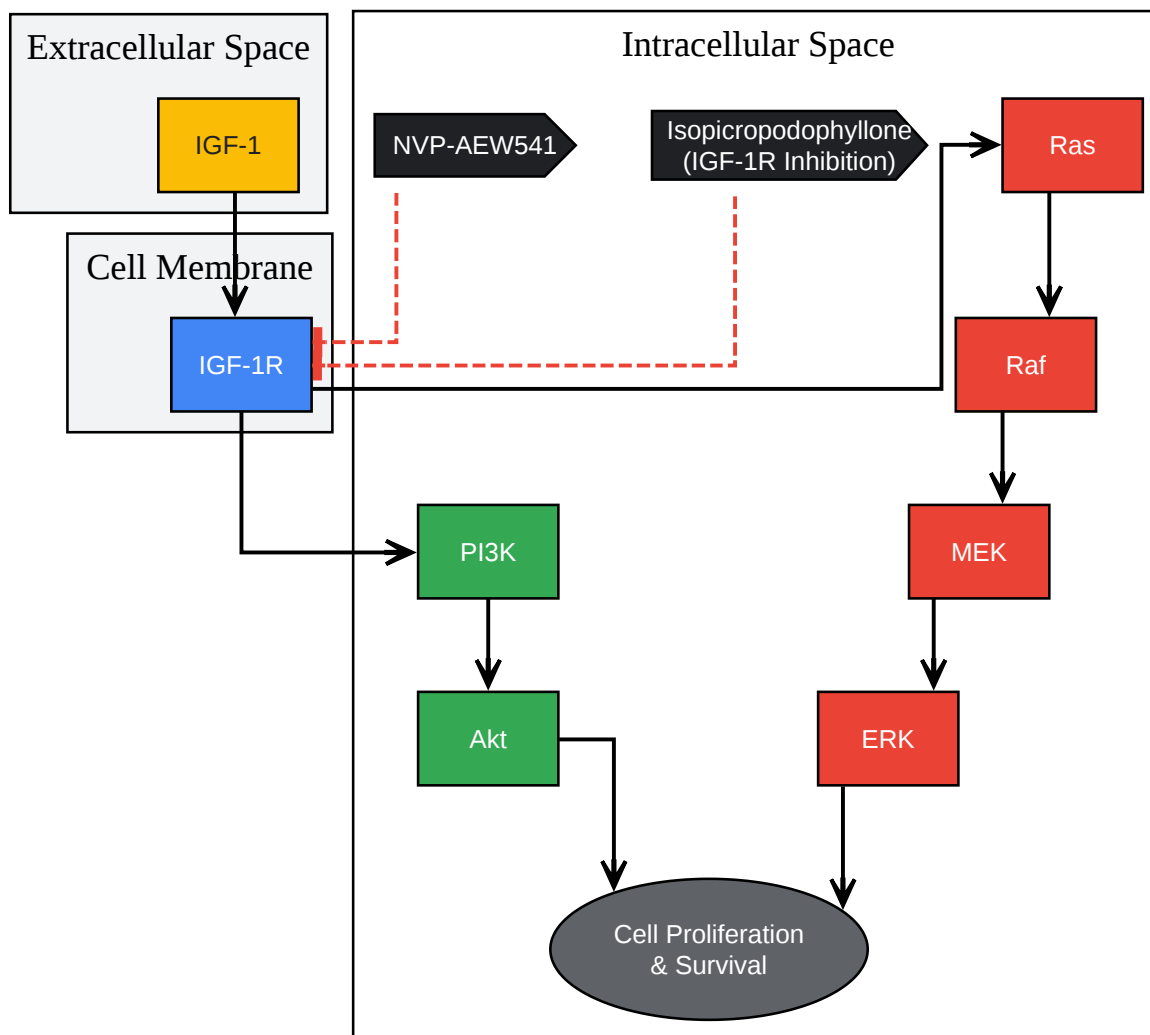 Extracellular Space
Intracellular Space
IGF-1
NVP-AEW541
Isopicropodophyllone
(IGF-1R Inhibition)
Ras
Cell Membrane
IGF-1R
Raf
PI3K
MEK
Akt
ERK
Cell Proliferation
& Survival